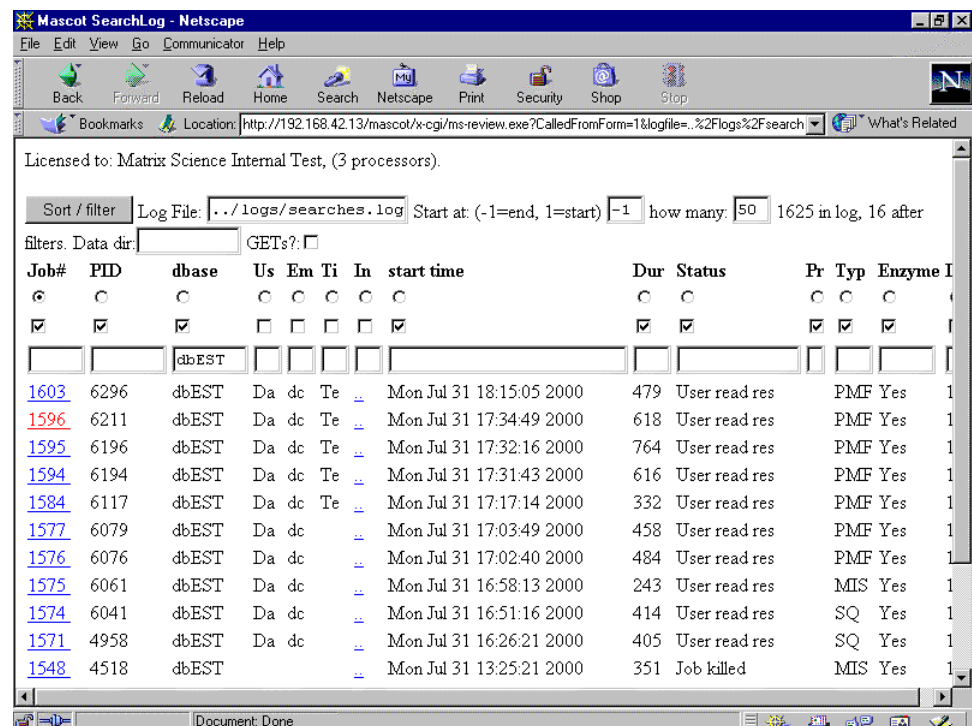 Mascot SearchLog - Netscape
File Edit View Go Communicator Help
Back Forward Reload Home Search Netscape Print Security Shop Stop
My
N
Bookmarks Location: http://192.168.42.13/mascot/x-cgi/ms-review.exe?CalledFromForm=1&logfile=..%2Flogs%2Fsearch What's Related
Licensed to: Matrix Science Internal Test, (3 processors).
Sort / filter Log File: ../logs/searches.log Start at: (-1=end, 1=start) -1 how many: 50 1625 in log, 16 after
filters. Data dir: GETs?:
Job# PID dbase Us Em Ti In start time Dur Status Pr Typ Enzyme I
dbEST
1603 6296 dbEST Da dc Te .. Mon Jul 31 18:15:05 2000 479 User read res PMF Yes 1
1596 6211 dbEST Da dc Te .. Mon Jul 31 17:34:49 2000 618 User read res PMF Yes 1
1595 6196 dbEST Da dc Te .. Mon Jul 31 17:32:16 2000 764 User read res PMF Yes 1
1594 6194 dbEST Da dc Te .. Mon Jul 31 17:31:43 2000 616 User read res PMF Yes 1
1584 6117 dbEST Da dc Te .. Mon Jul 31 17:17:14 2000 332 User read res PMF Yes 1
1577 6079 dbEST Da dc .. Mon Jul 31 17:03:49 2000 458 User read res PMF Yes 1
1576 6076 dbEST Da dc .. Mon Jul 31 17:02:40 2000 484 User read res PMF Yes 1
1575 6061 dbEST Da dc .. Mon Jul 31 16:58:13 2000 243 User read res MIS Yes 1
1574 6041 dbEST Da dc .. Mon Jul 31 16:51:16 2000 414 User read res SQ Yes 1
1571 4958 dbEST Da dc .. Mon Jul 31 16:26:21 2000 405 User read res SQ Yes 1
1548 4518 dbEST .. Mon Jul 31 13:25:21 2000 351 Job killed MIS Yes 1
Document: Done